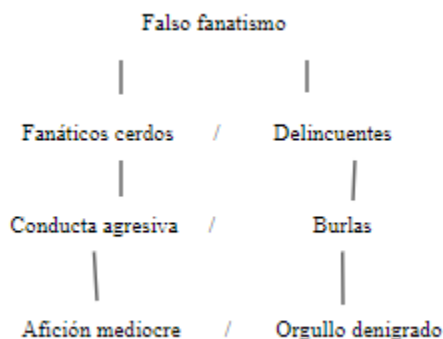 Falso fanatismo
Fanáticos cerdos / Delincuentes
Conducta agresiva / Burlas
Afición mediocre / Orgullo denigrado